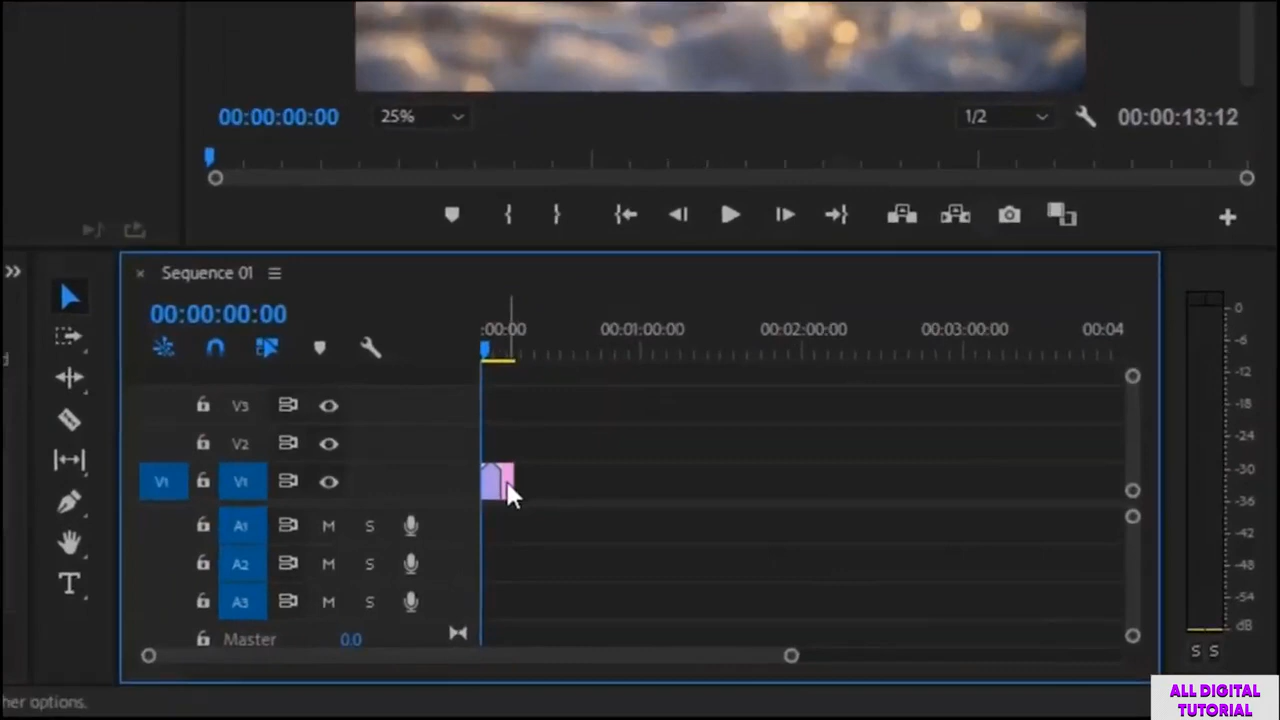 00:00:00:00 25% 1/2 00:00:13:12
Sequence 01
00:00:00:00
:00:00 00:01:00:00 00:02:00:00 00:03:00:00 00:04
V3
V2
V1 V1
A1 M S
A2 M S
A3 M S
Master 0.0
T
0
-6
-12
-18
-24
-30
-36
-42
-48
-54
dB
S S
her options.
ALL DIGITAL
TUTORIAL